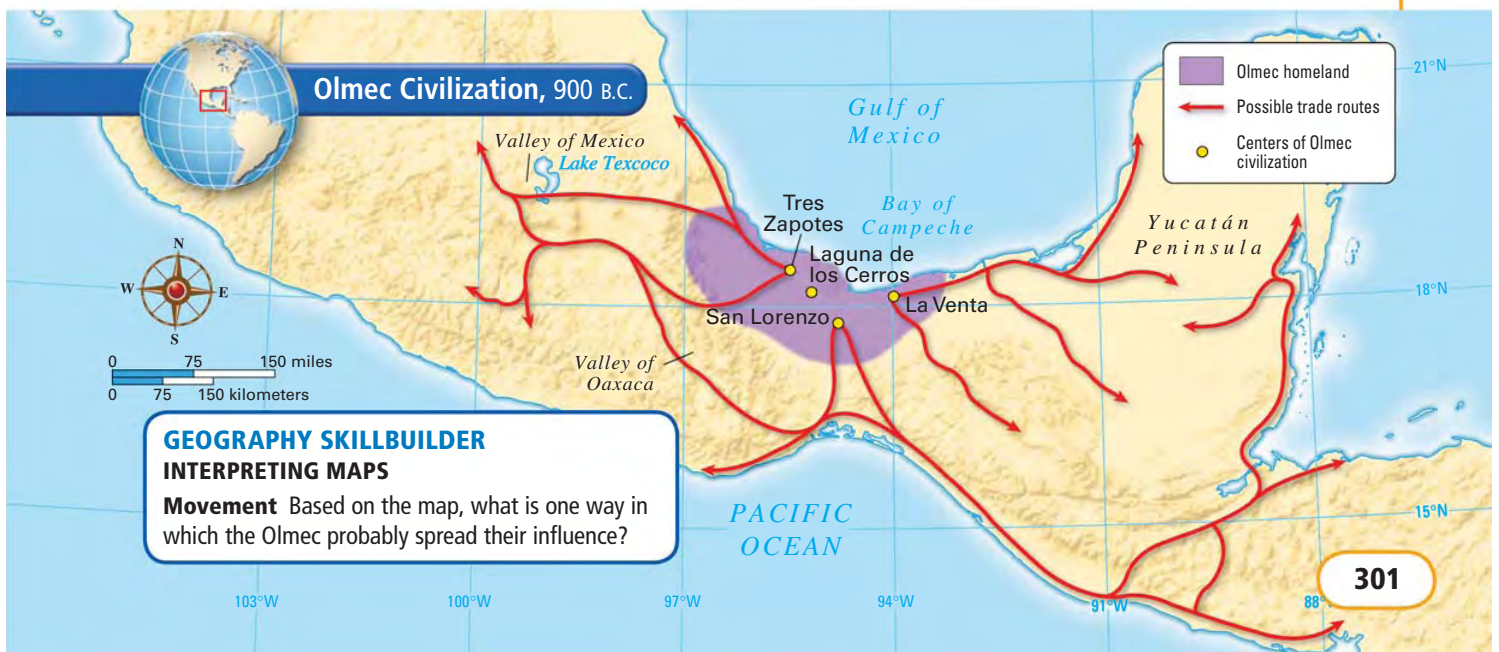 Olmec Civilization, 900 B.C.
Olmec homeland
Possible trade routes
Centers of Olmec
civilization
Gulf of
Mexico
Valley of Mexico
Lake Texcoco
Tres
Zapotes
Bay of
Campeche
Laguna de
los Cerros
Yucatán
Peninsula
La Venta
San Lorenzo
Valley of
Oaxaca
21°N
18°N
15°N
N
W
E
S
0 75 150 miles
0 75 150 kilometers
GEOGRAPHY SKILLBUILDER
INTERPRETING MAPS
Movement Based on the map, what is one way in
which the Olmec probably spread their influence?
PACIFIC
OCEAN
103°W
100°W
97°W
94°W
91°W
301